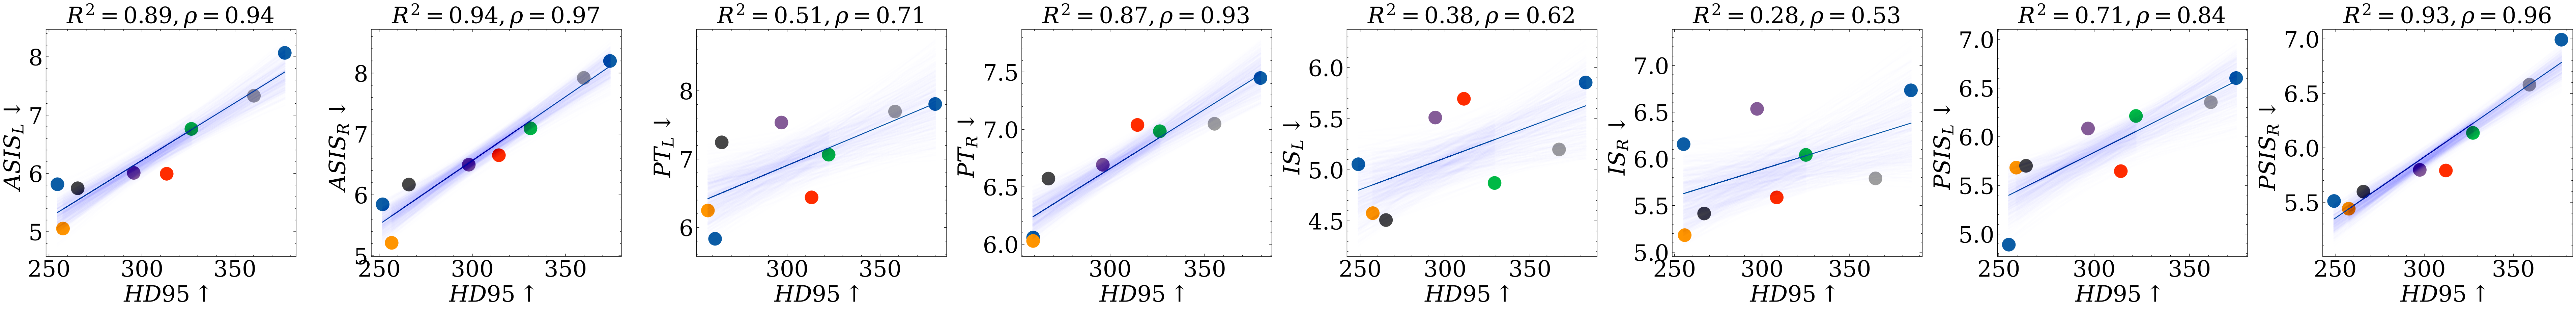 R² = 0.89, ρ = 0.94
ASIS_L ↓
8
7
6
5
250 300 350
HD95 ↑
R² = 0.94, ρ = 0.97
ASIS_R ↓
8
7
6
5
250 300 350
HD95 ↑
R² = 0.51, ρ = 0.71
PT_L ↓
8
7
6
300 350
HD95 ↑
R² = 0.87, ρ = 0.93
PT_R ↓
7.5
7.0
6.5
6.0
300 350
HD95 ↑
R² = 0.38, ρ = 0.62
IS_L ↓
6.0
5.5
5.0
4.5
250 300 350
HD95 ↑
R² = 0.28, ρ = 0.53
IS_R ↓
7.0
6.5
6.0
5.5
5.0
250 300 350
HD95 ↑
R² = 0.71, ρ = 0.84
PSIS_L ↓
7.0
6.5
6.0
5.5
5.0
250 300 350
HD95 ↑
R² = 0.93, ρ = 0.96
PSIS_R ↓
7.0
6.5
6.0
5.5
250 300 350
HD95 ↑